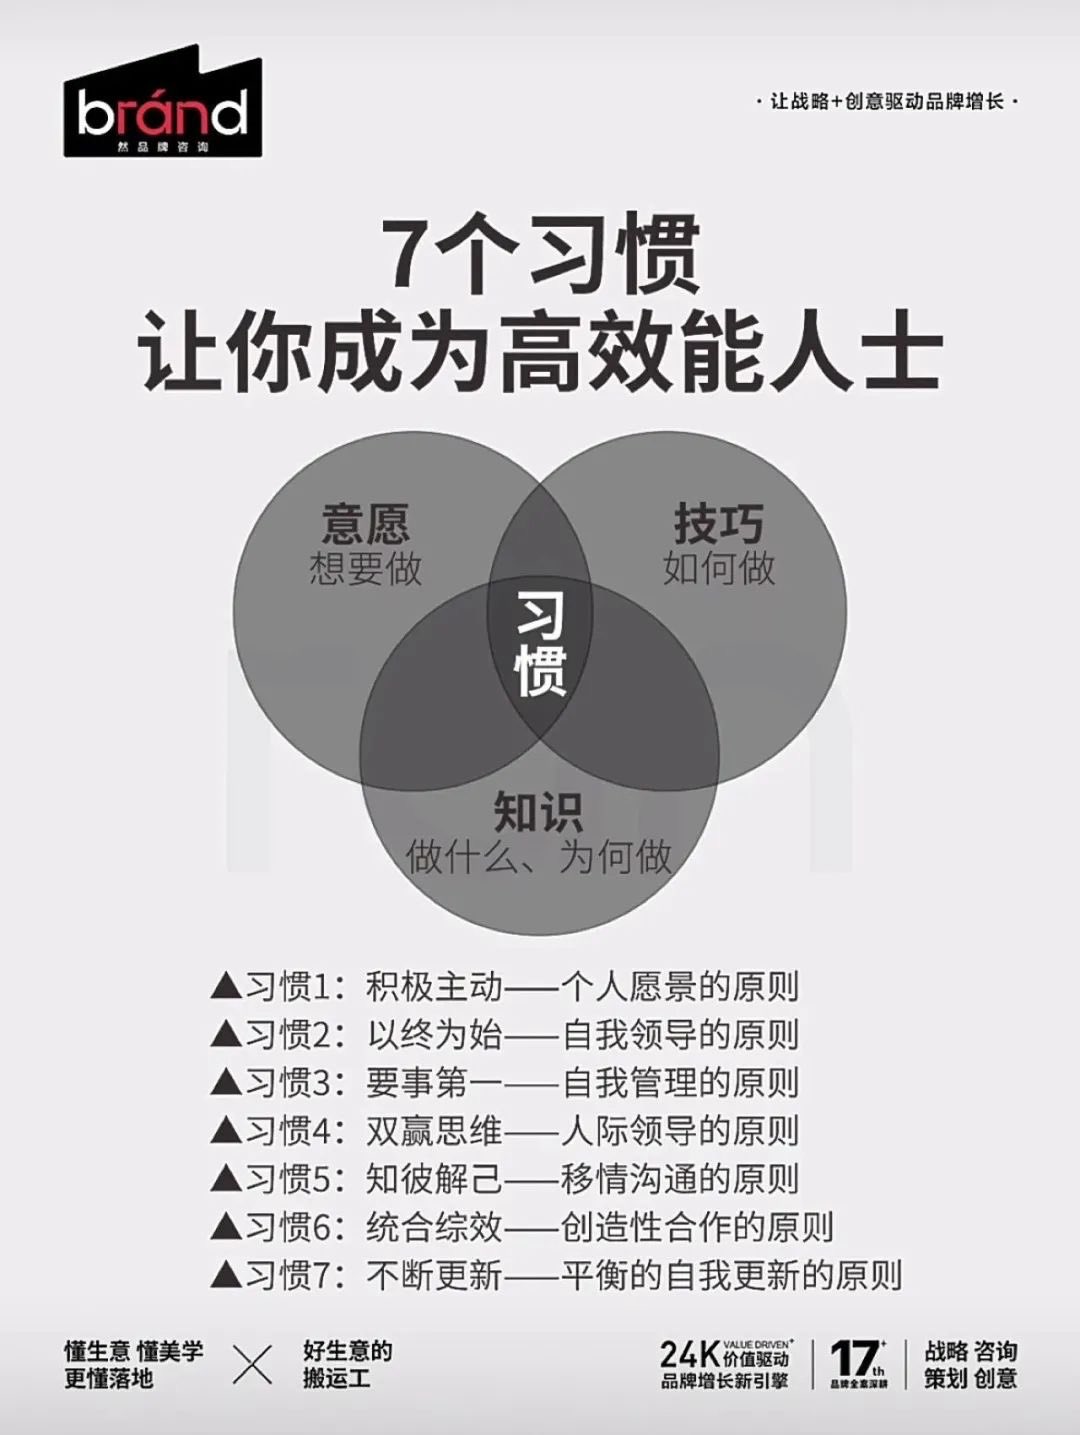 bránd
然品牌咨询
·让战略+创意驱动品牌增长·
7个习惯
让你成为高效能人士
意愿
想要做
技巧
如何做
习惯
知识
做什么、为何做
▲习惯1：积极主动——个人愿景的原则
▲习惯2：以终为始——自我领导的原则
▲习惯3：要事第一——自我管理的原则
▲习惯4：双赢思维——人际领导的原则
▲习惯5：知彼解己——移情沟通的原则
▲习惯6：统合综效——创造性合作的原则
▲习惯7：不断更新——平衡的自我更新的原则
懂生意 懂美学
更懂落地
好生意的
搬运工
24K VALUE DRIVEN+
价值驱动
品牌增长新引擎
17+th
品牌全案深耕
战略 咨询
策划 创意